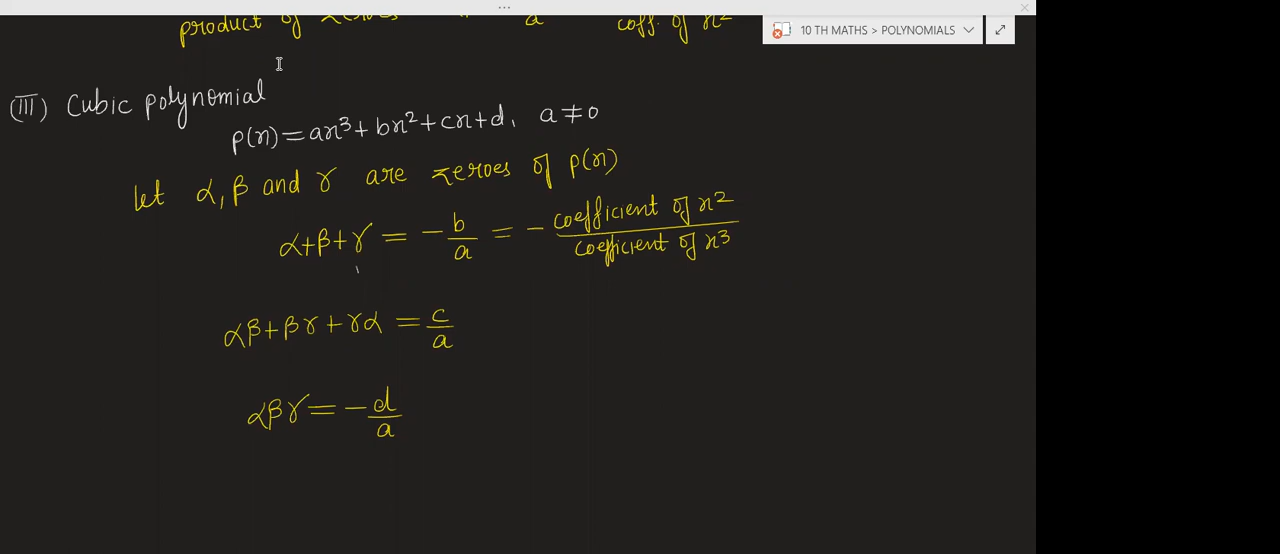 product of zeroes
a
coff. of x²
10 TH MATHS > POLYNOMIALS
(III) Cubic polynomial
p(x) = ax³ + bx² + cx + d, a ≠ 0
Let α, β and γ are zeroes of p(x)
α+β+γ = -b/a = - coefficient of x²/coefficient of x³
αβ+βγ+γα = c/a
αβγ = -d/a